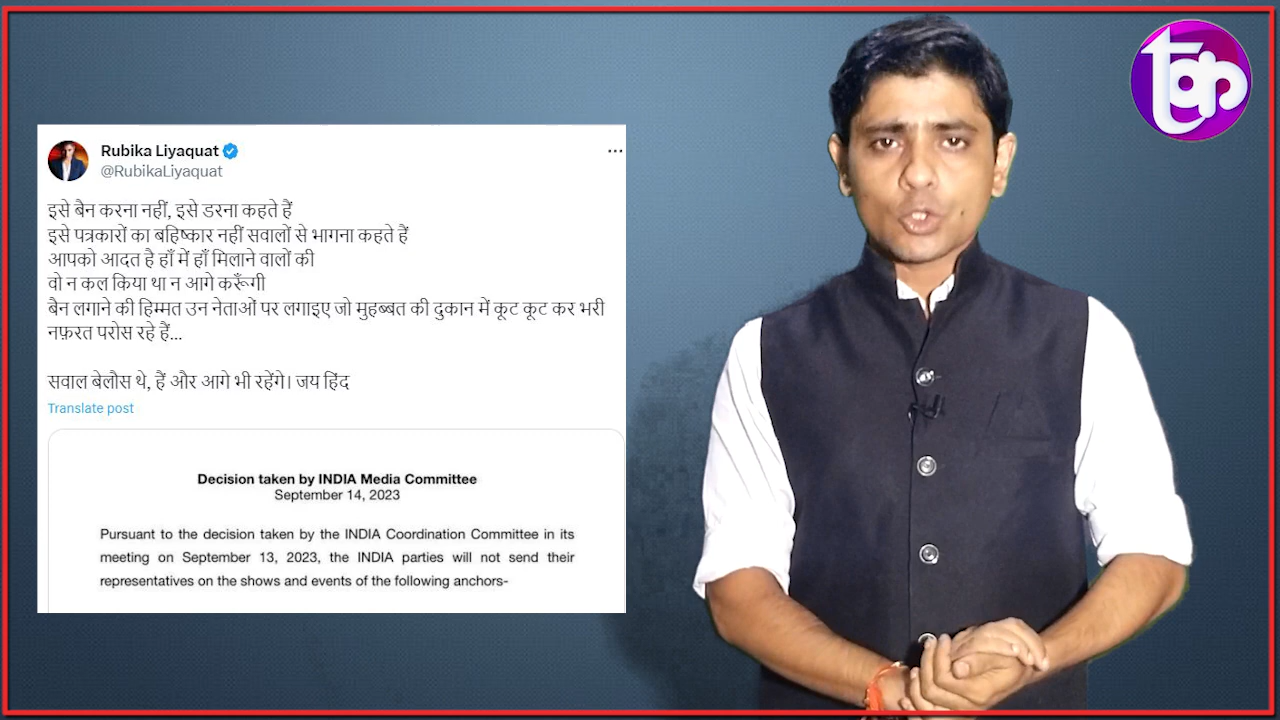 Rubika Liyaquat
@RubikaLiyaquat
इसे बैन करना नहीं, इसे डरना कहते हैं
इसे पत्रकारों का बहिष्कार नहीं सवालों से भागना कहते हैं
आपको आदत है हाँ में हाँ मिलाने वालों की
वो न कल किया था न आगे करूँगी
बैन लगाने की हिम्मत उन नेताओं पर लगाइए जो मुहब्बत की दुकान में कूट कूट कर भरी
नफ़रत परोस रहे हैं...
सवाल बेलौस थे, हैं और आगे भी रहेंगे। जय हिंद
Translate post
Decision taken by INDIA Media Committee
September 14, 2023
Pursuant to the decision taken by the INDIA Coordination Committee in its
meeting on September 13, 2023, the INDIA parties will not send their
representatives on the shows and events of the following anchors-